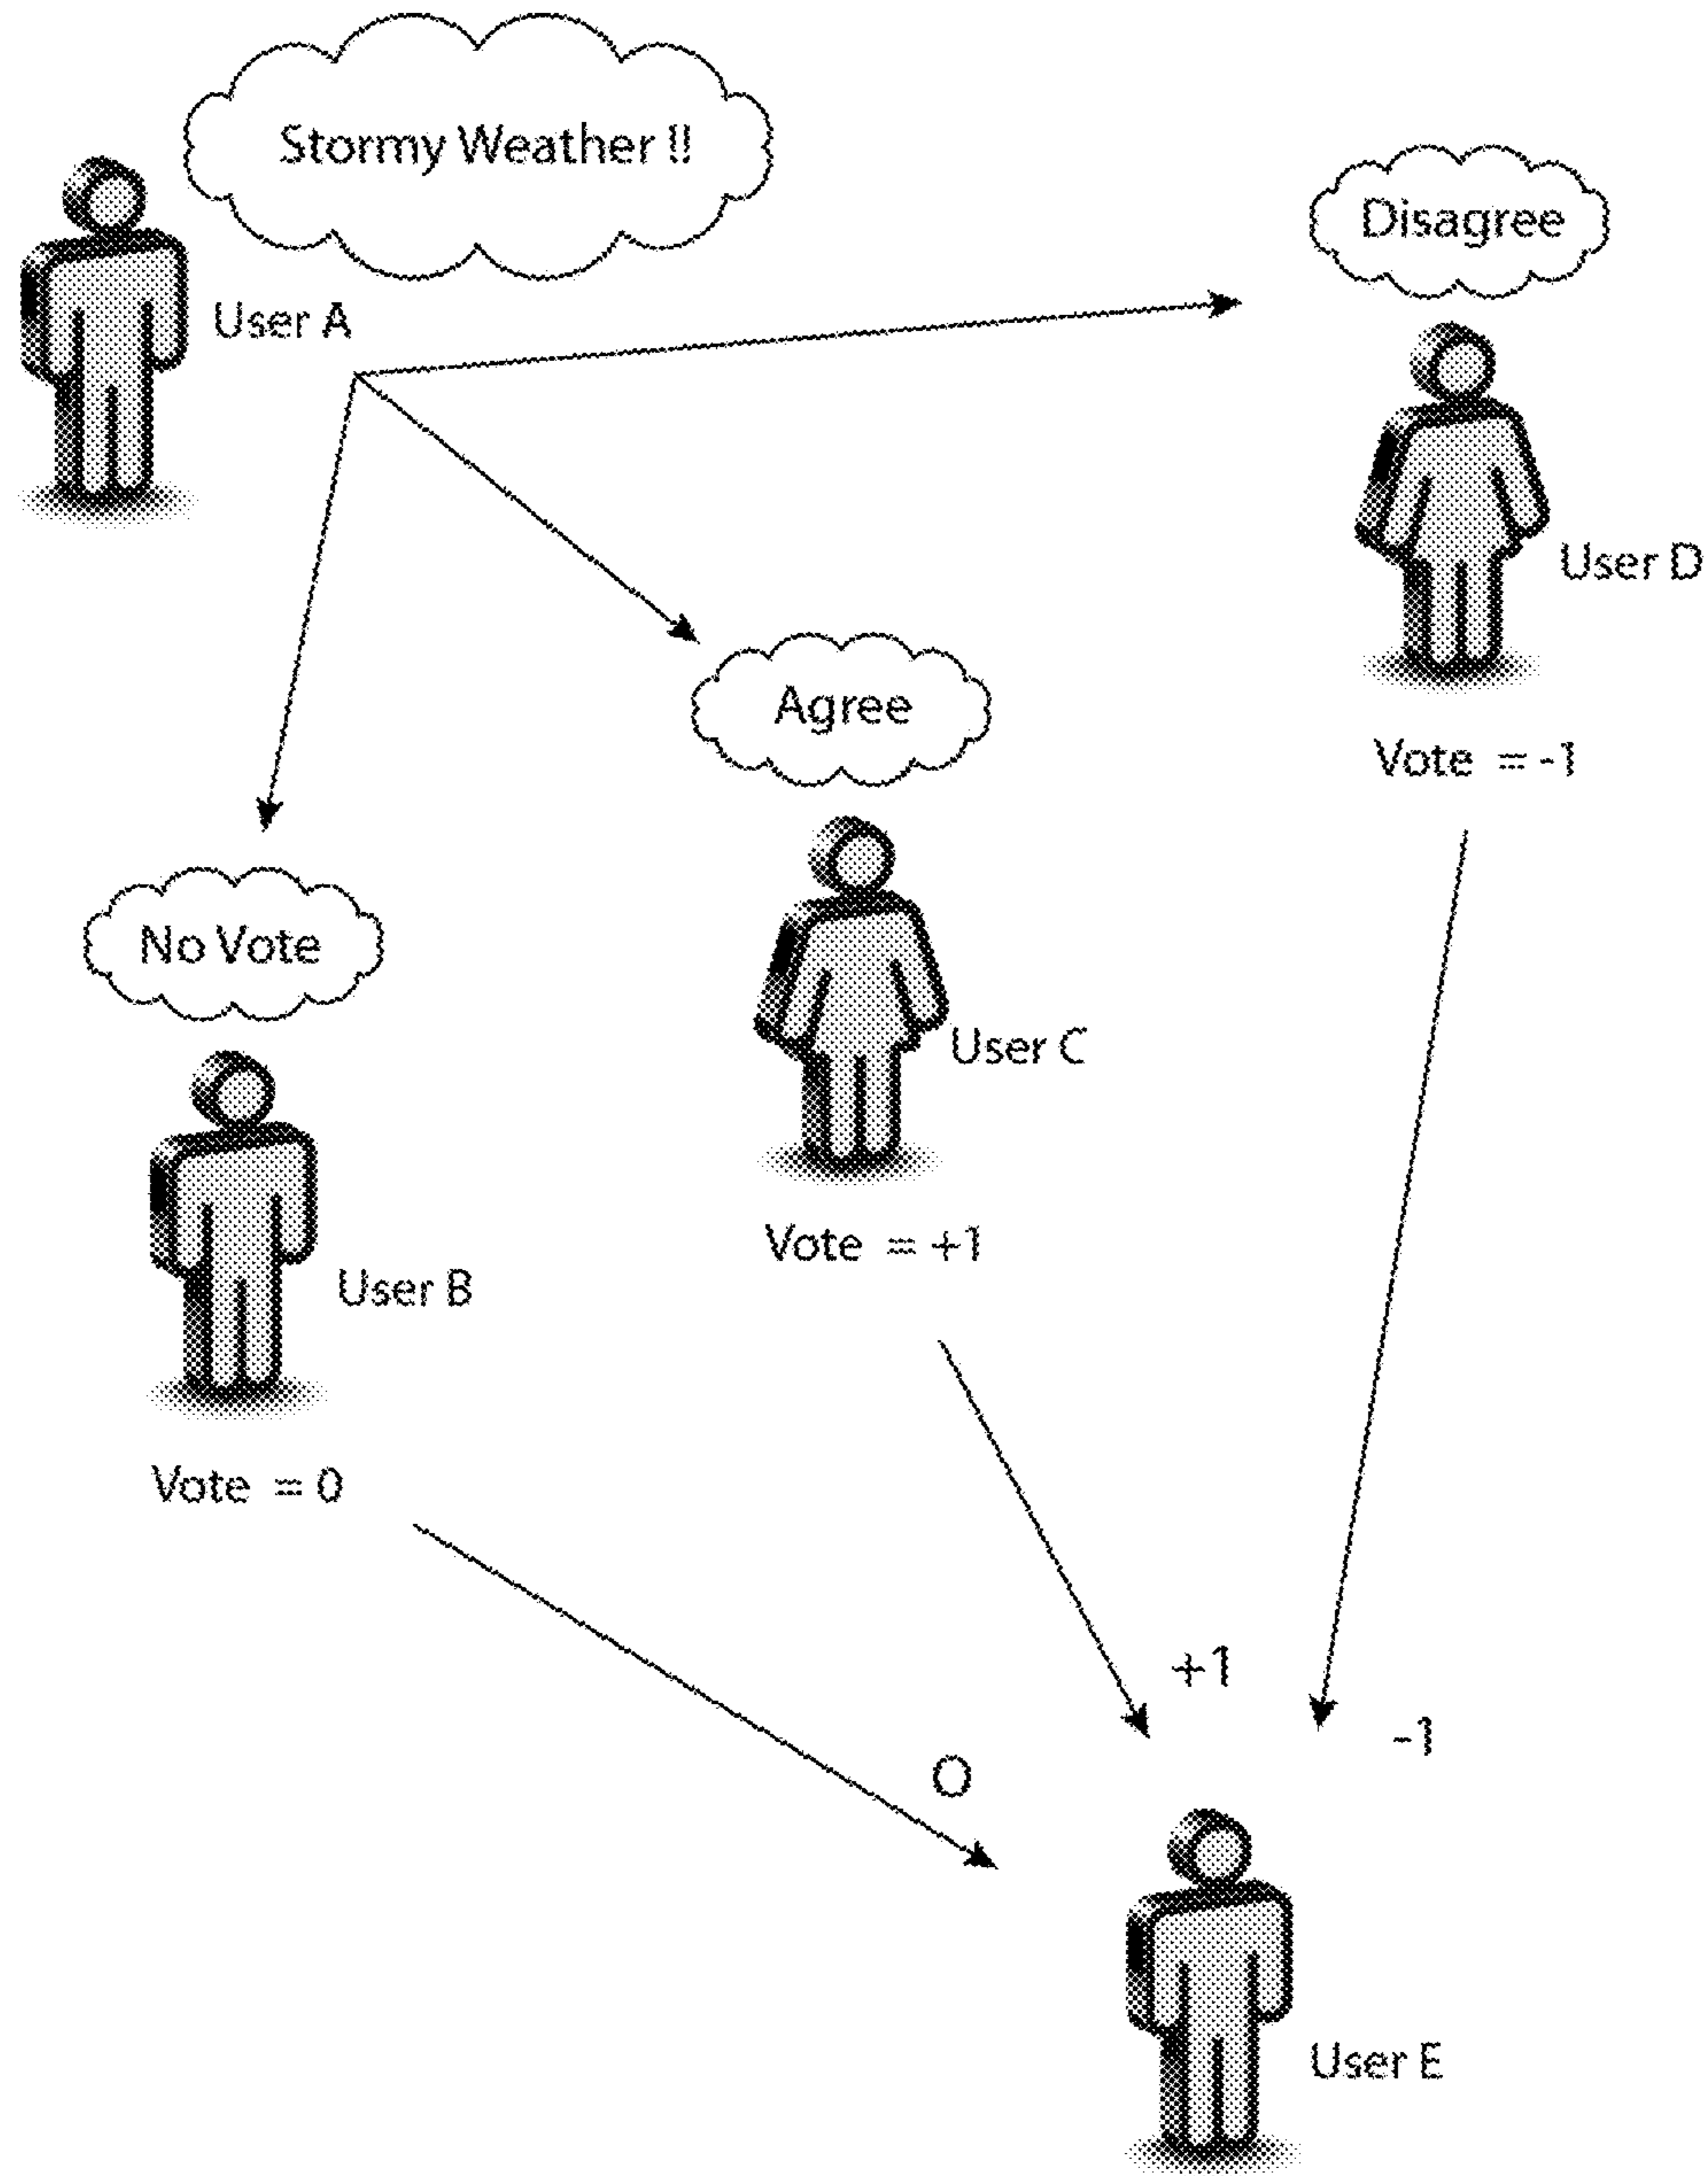 Stormy Weather !!
User A
Disagree
User D
Vote = -1
Agree
User C
Vote = +1
No Vote
User B
Vote = 0
+1
-1
O
User E